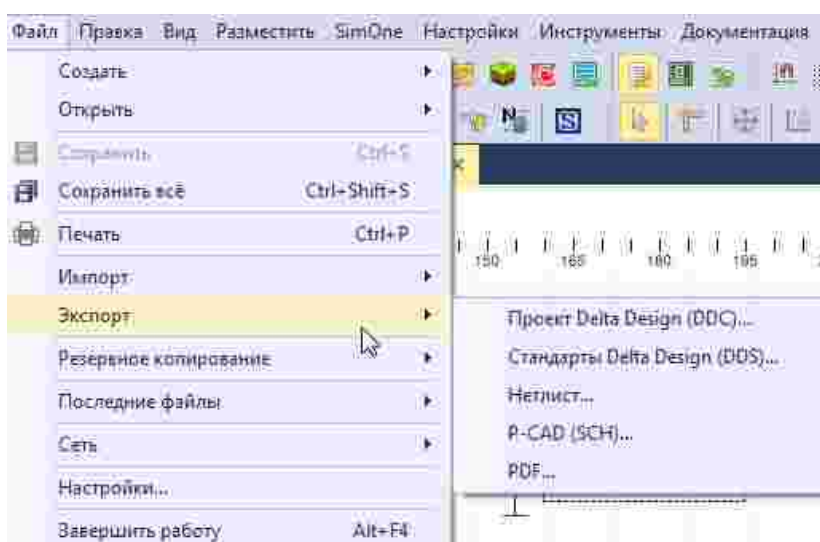 Файл Правка Вид Разместить SimOne Настройки Инструменты Документация
Создать
Открыть
Сохранить Ctrl+S
Сохранить всё Ctrl+Shift+S
Печать Ctrl+P
Импорт
Экспорт
Резервное копирование
Последние файлы
Сеть
Настройки...
Завершить работу Alt+F4
150 165 180 195
Проект Delta Design (DDC)...
Стандарты Delta Design (DDS)...
Нетлист...
P-CAD (SCH)...
PDF...